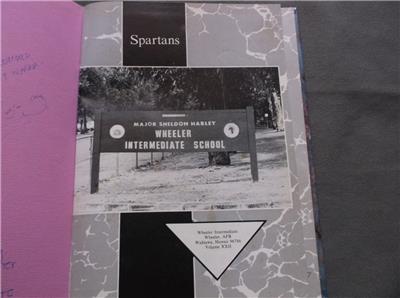 Spartans
MAJOR SHELDON HARLEY
WHEELER
INTERMEDIATE SCHOOL
Wheeler Intermediate
Wheeler, AFB
Wahiawa, Hawaii 96786
Volume XXII